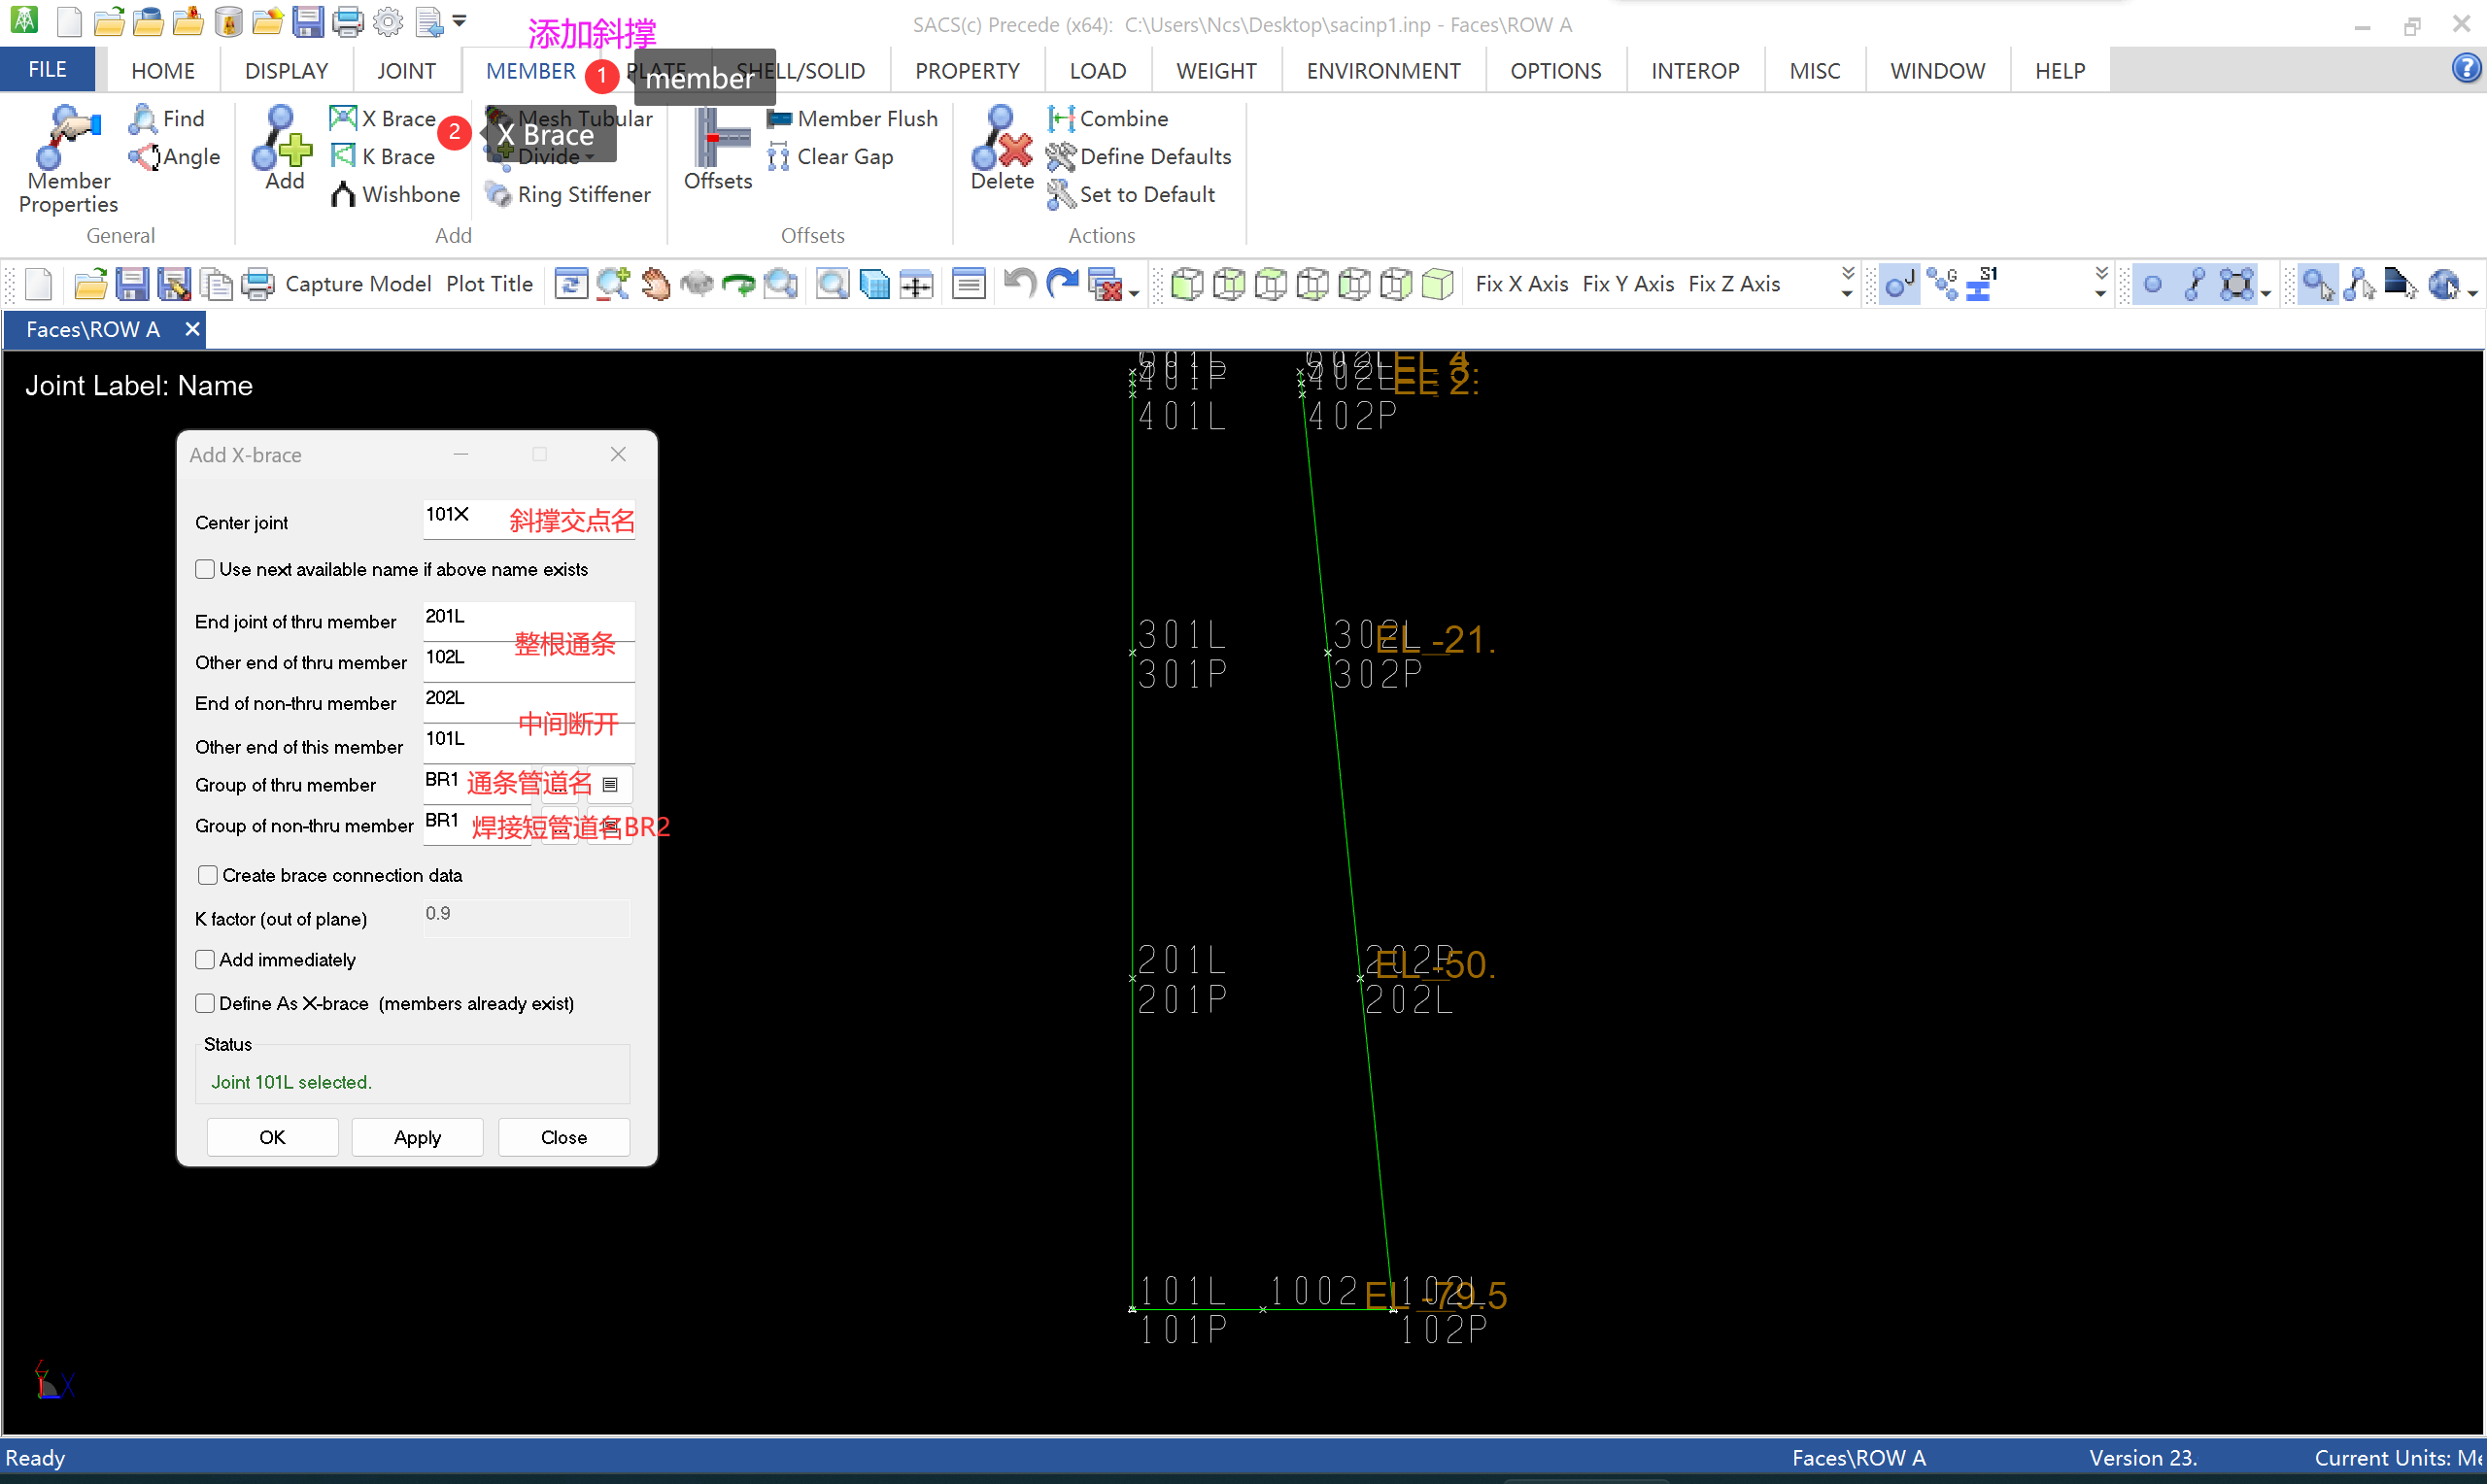 添加斜撑
SACS(c) Precede (x64): C:\Users\Ncs\Desktop\sacinp1.inp - Faces\ROW A
FILE HOME DISPLAY JOINT MEMBER 1 member PLATE SHELL/SOLID PROPERTY LOAD WEIGHT ENVIRONMENT OPTIONS INTEROP MISC WINDOW HELP
Member Properties
Find
Angle
General
Add
X Brace
K Brace
Wishbone
2 X Brace
Mesh Tubular
Divide
Ring Stiffener
Add
Offsets
Member Flush
Clear Gap
Offsets
Delete
Combine
Define Defaults
Set to Default
Actions
Capture Model Plot Title Fix X Axis Fix Y Axis Fix Z Axis
Faces\ROW A
Joint Label: Name
Add X-brace
Center joint 101X 斜撑交点名
Use next available name if above name exists
End joint of thru member 201L
整根通条
Other end of thru member 102L
End of non-thru member 202L
中间断开
Other end of this member 101L
Group of thru member BR1 通条管道名
Group of non-thru member BR1 焊接短管道名BR2
Create brace connection data
K factor (out of plane) 0.9
Add immediately
Define As X-brace (members already exist)
Status
Joint 101L selected.
OK Apply Close
401L 402P
301L 302L EL -21.
301P 302P
201L 202P EL -50.
201P 202L
101L 1002 102L EL -79.5
101P 102P
Ready Faces\ROW A Version 23. Current Units: Me